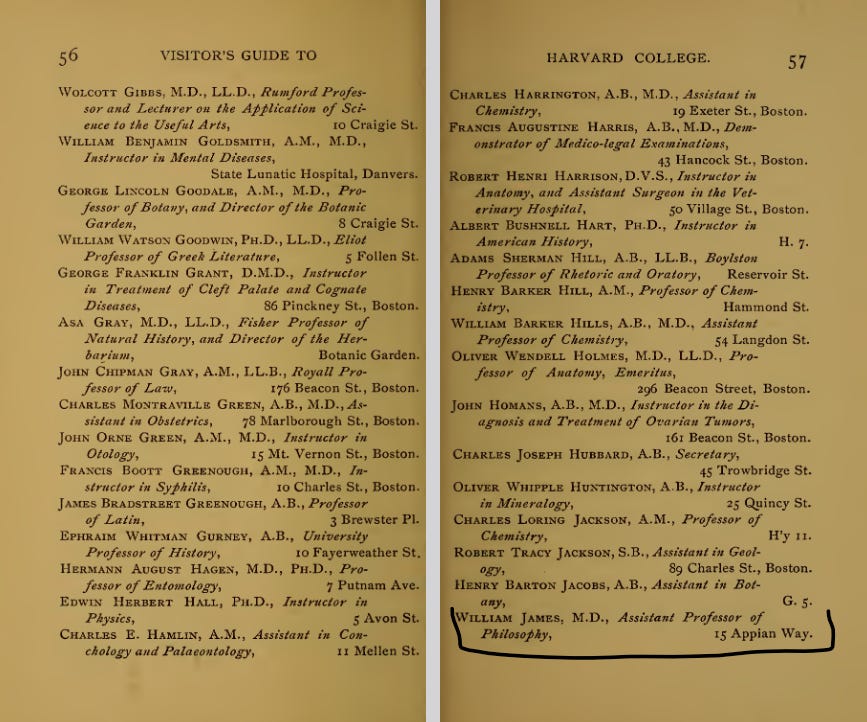 56 VISITOR'S GUIDE TO
WOLCOTT GIBBS, M.D., LL.D., Rumford Profes-
sor and Lecturer on the Application of Sci-
ence to the Useful Arts, 10 Craigie St.
WILLIAM BENJAMIN GOLDSMITH, A.M., M.D.,
Instructor in Mental Diseases,
State Lunatic Hospital, Danvers.
GEORGE LINCOLN GOODALE, A.M., M.D., Pro-
fessor of Botany, and Director of the Botanic
Garden, 8 Craigie St.
WILLIAM WATSON GOODWIN, PH.D., LL.D., Eliot
Professor of Greek Literature, 5 Follen St.
GEORGE FRANKLIN GRANT, D.M.D., Instructor
in Treatment of Cleft Palate and Cognate
Diseases, 86 Pinckney St., Boston.
ASA GRAY, M.D., LL.D., Fisher Professor of
Natural History, and Director of the Her-
barium, Botanic Garden.
JOHN CHIPMAN GRAY, A.M., LL.B., Royall Pro-
fessor of Law, 176 Beacon St., Boston.
CHARLES MONTRAVILLE GREEN, A.B., M.D., As-
sistant in Obstetrics, 78 Marlborough St., Boston.
JOHN ORNE GREEN, A.M., M.D., Instructor in
Otology, 15 Mt. Vernon St., Boston.
FRANCIS BOOTT GREENOUGH, A.M., M.D., In-
structor in Syphilis, 10 Charles St., Boston.
JAMES BRADSTREET GREENOUGH, A.B., Professor
of Latin, 3 Brewster Pl.
EPHRAIM WHITMAN GURNEY, A.B., University
Professor of History, 10 Fayerweather St.
HERMANN AUGUST HAGEN, M.D., PH.D., Pro-
fessor of Entomology, 7 Putnam Ave.
EDWIN HERBERT HALL, PH.D., Instructor in
Physics, 5 Avon St.
CHARLES E. HAMLIN, A.M., Assistant in Con-
chology and Palaeontology, 11 Mellen St.
HARVARD COLLEGE. 57
CHARLES HARRINGTON, A.B., M.D., Assistant in
Chemistry, 19 Exeter St., Boston.
FRANCIS AUGUSTINE HARRIS, A.B., M.D., Dem-
onstrator of Medico-legal Examinations,
43 Hancock St., Boston.
ROBERT HENRI HARRISON, D.V.S., Instructor in
Anatomy, and Assistant Surgeon in the Vet-
erinary Hospital, 50 Village St., Boston.
ALBERT BUSHNELL HART, PH.D., Instructor in
American History, H. 7.
ADAMS SHERMAN HILL, A.B., LL.B., Boylston
Professor of Rhetoric and Oratory, Reservoir St.
HENRY BARKER HILL, A.M., Professor of Chem-
istry, Hammond St.
WILLIAM BARKER HILLS, A.B., M.D., Assistant
Professor of Chemistry, 54 Langdon St.
OLIVER WENDELL HOLMES, M.D., LL.D., Pro-
fessor of Anatomy, Emeritus,
296 Beacon Street, Boston.
JOHN HOMANS, A.B., M.D., Instructor in the Di-
agnosis and Treatment of Ovarian Tumors,
161 Beacon St., Boston.
CHARLES JOSEPH HUBBARD, A.B., Secretary,
45 Trowbridge St.
OLIVER WHIPPLE HUNTINGTON, A.B., Instructor
in Mineralogy, 25 Quincy St.
CHARLES LORING JACKSON, A.M., Professor of
Chemistry, H'y 11.
ROBERT TRACY JACKSON, S.B., Assistant in Geol-
ogy, 89 Charles St., Boston.
HENRY BARTON JACOBS, A.B., Assistant in Bot-
any, G. 5.
WILLIAM JAMES, M.D., Assistant Professor of
Philosophy, 15 Appian Way.